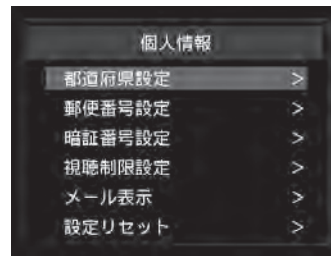 個人情報
都道府県設定 >
郵便番号設定 >
暗証番号設定 >
視聴制限設定 >
メール表示 >
設定リセット >